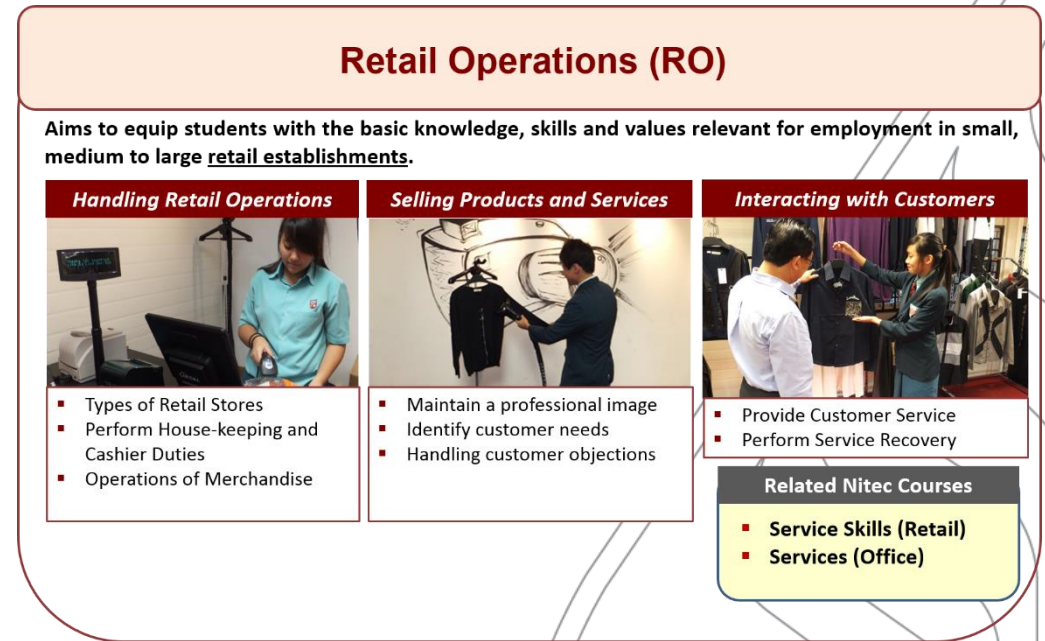 Retail Operations (RO)
Aims to equip students with the basic knowledge, skills and values relevant for employment in small,
medium to large retail establishments.
Handling Retail Operations
Types of Retail Stores
Perform House-keeping and
Cashier Duties
Operations of Merchandise
Selling Products and Services
Maintain a professional image
Identify customer needs
Handling customer objections
Interacting with Customers
Provide Customer Service
Perform Service Recovery
Related Nitec Courses
Service Skills (Retail)
Services (Office)